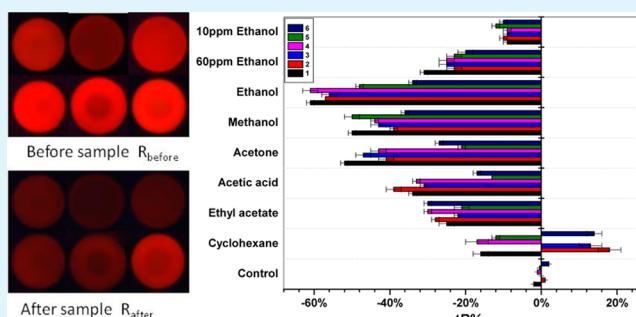 Before sample R before
After sample R after
6
5
4
3
2
1
10ppm Ethanol
60ppm Ethanol
Ethanol
Methanol
Acetone
Acetic acid
Ethyl acetate
Cyclohexane
Control
-60% -40% -20% 0% 20%